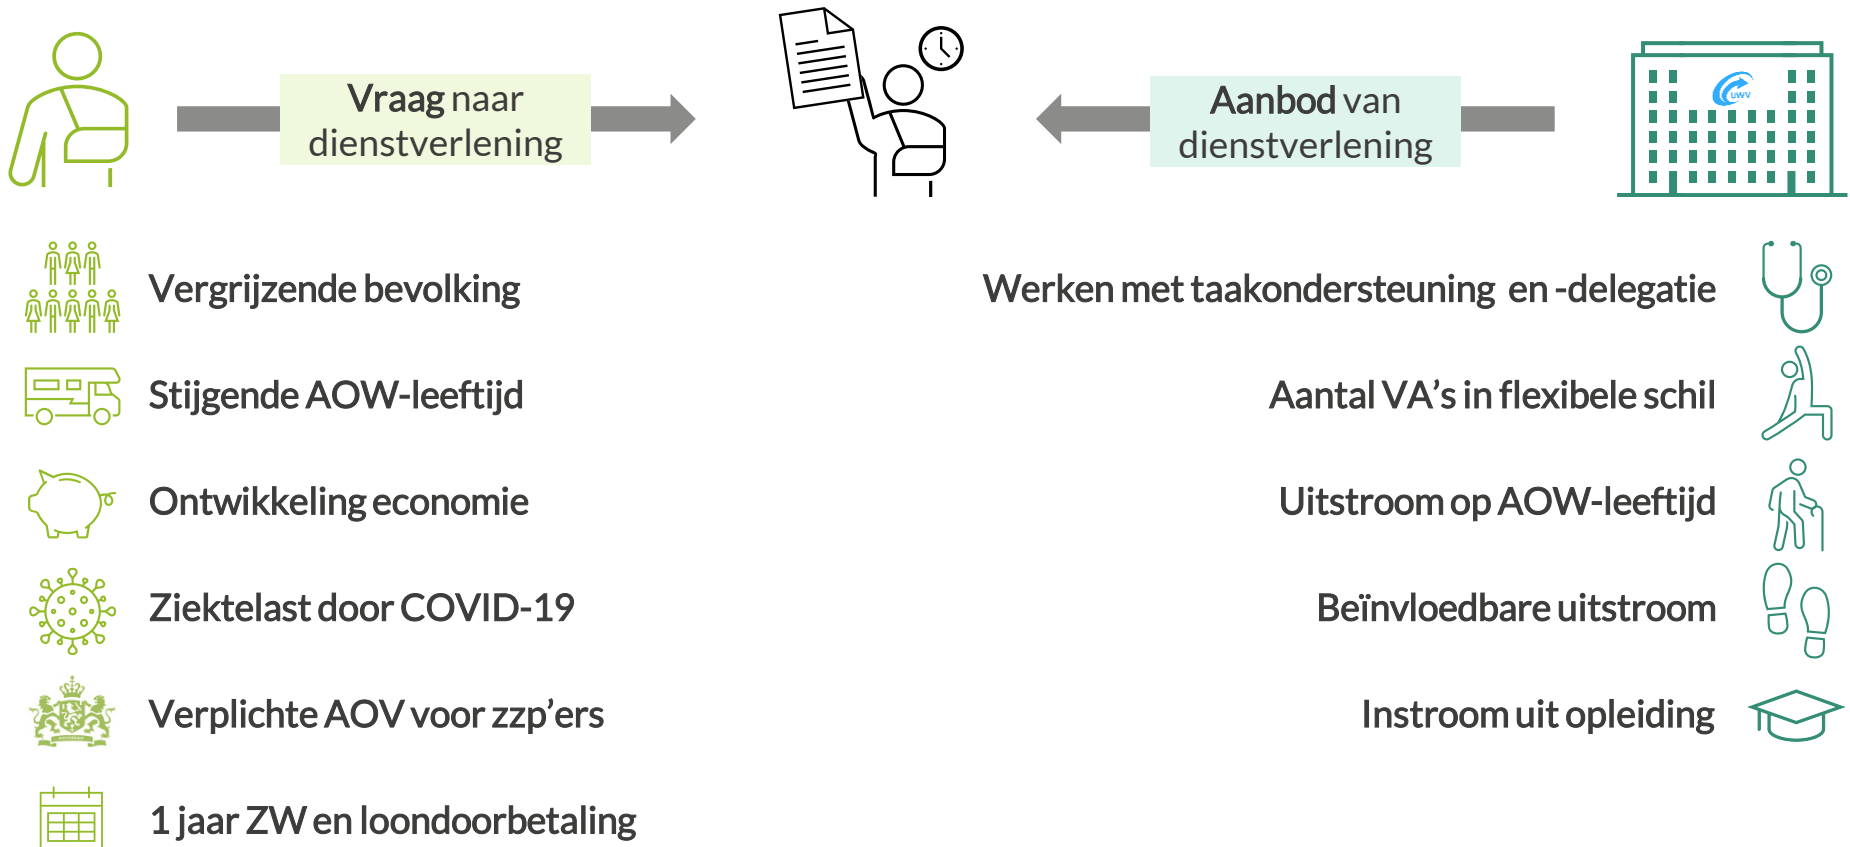 Vraag naar
dienstverlening
Aanbod van
dienstverlening
UWV
Vergrijzende bevolking
Stijgende AOW-leeftijd
Ontwikkeling economie
Ziektelast door COVID-19
Verplichte AOV voor zzp’ers
1 jaar ZW en loondoorbetaling
Werken met taakondersteuning en -delegatie
Aantal VA’s in flexibele schil
Uitstroom op AOW-leeftijd
Beïnvloedbare uitstroom
Instroom uit opleiding